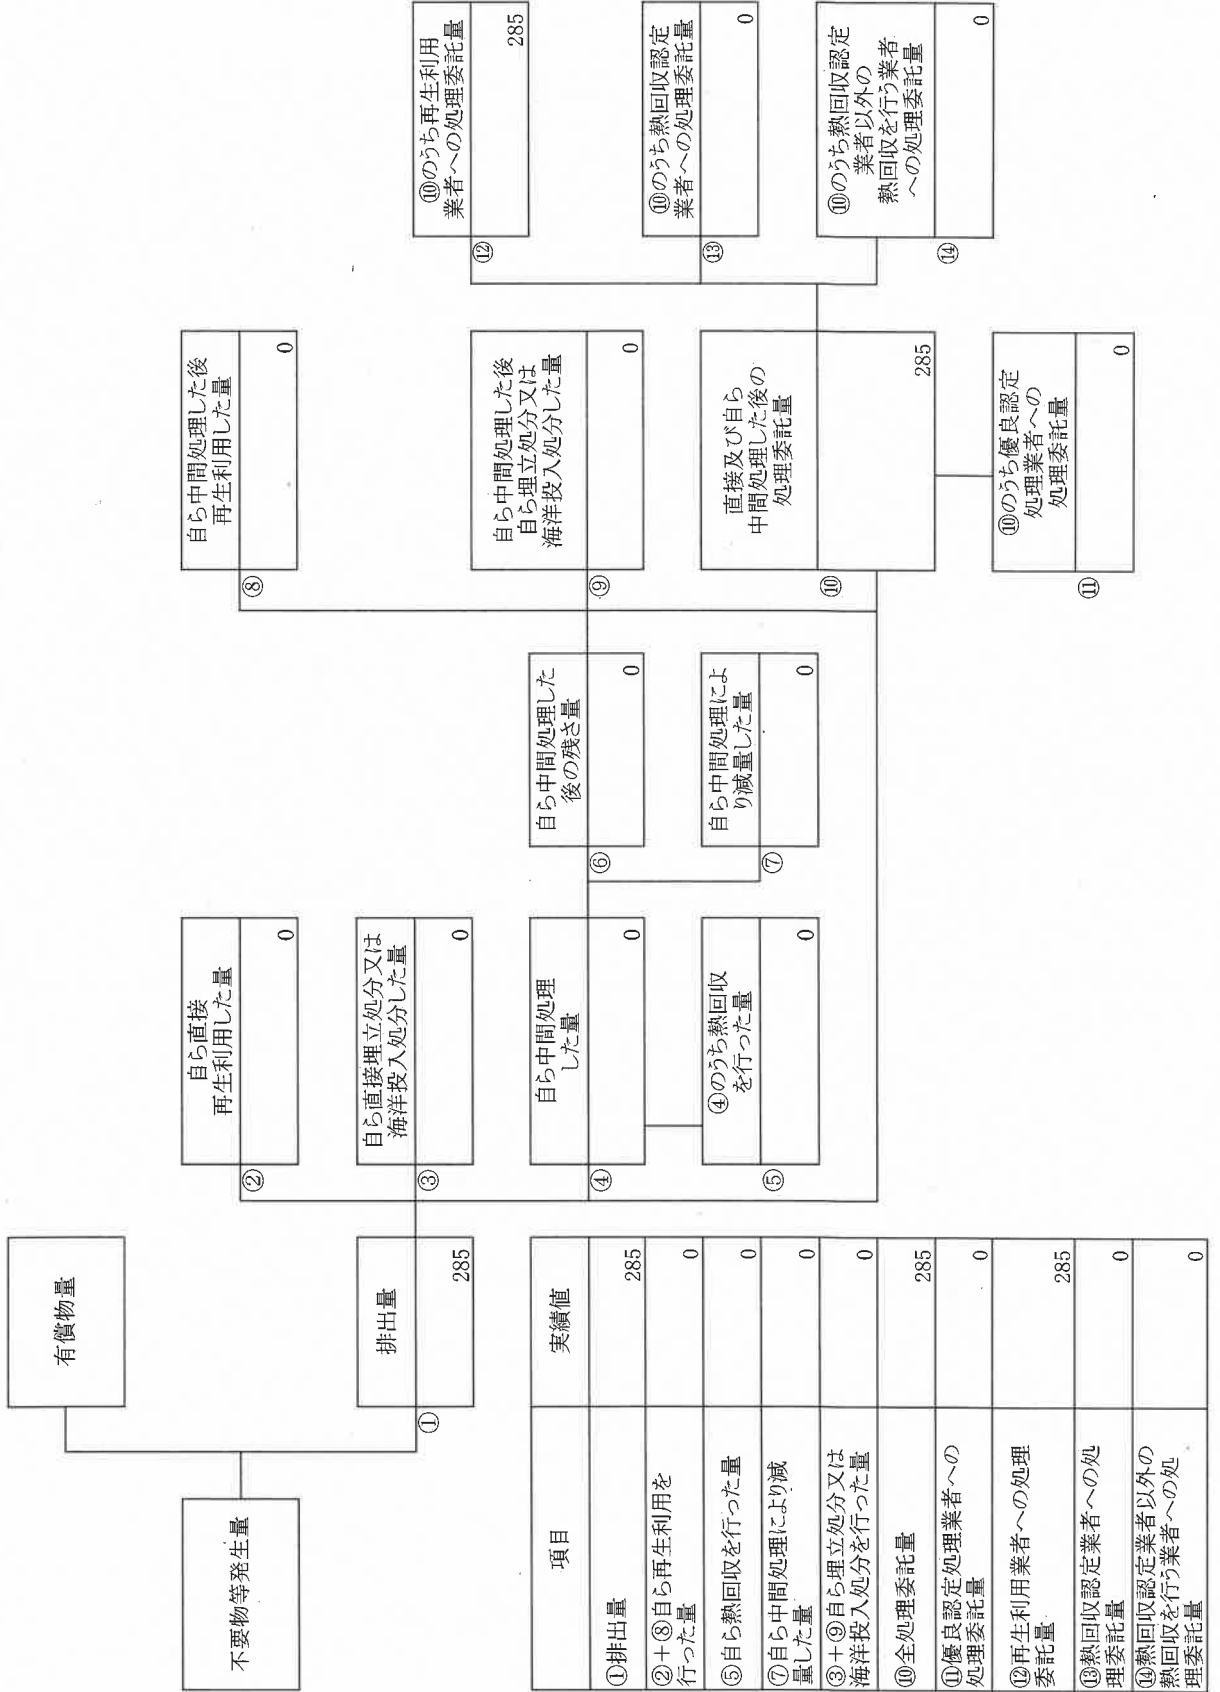 不要物等発生量
有償物量
排出量
①
285
自ら直接
再生利用した量
②
0
自ら直接埋立処分又は
海洋投入処分した量
③
0
自ら中間処理
した量
④
0
④のうち熱回収
を行った量
⑤
0
自ら中間処理した
後の残さ量
⑥
0
自ら中間処理によ
り減量した量
⑦
0
自ら中間処理した後
再生利用した量
⑧
0
自ら中間処理した後
自ら埋立処分又は
海洋投入処分した量
⑨
0
直接及び自ら
中間処理した後の
処理委託量
⑩
285
⑩のうち優良認定
処理業者への
処理委託量
⑪
0
⑩のうち再生利用
業者への処理委託量
⑫
285
⑩のうち熱回収認定
業者への処理委託量
⑬
0
⑩のうち熱回収認定
業者以外の
熱回収を行う業者
への処理委託量
⑭
0
項目 実績値
①排出量 285
②＋⑧自ら再生利用を
行った量 0
⑤自ら熱回収を行った量 0
⑦自ら中間処理により減
量した量 0
③＋⑨自ら埋立処分又は
海洋投入処分を行った量 0
⑩全処理委託量 285
⑪優良認定処理業者への
処理委託量 0
⑫再生利用業者への処理
委託量 285
⑬熱回収認定業者への処
理委託量 0
⑭熱回収認定業者以外の
熱回収を行う業者への処
理委託量 0